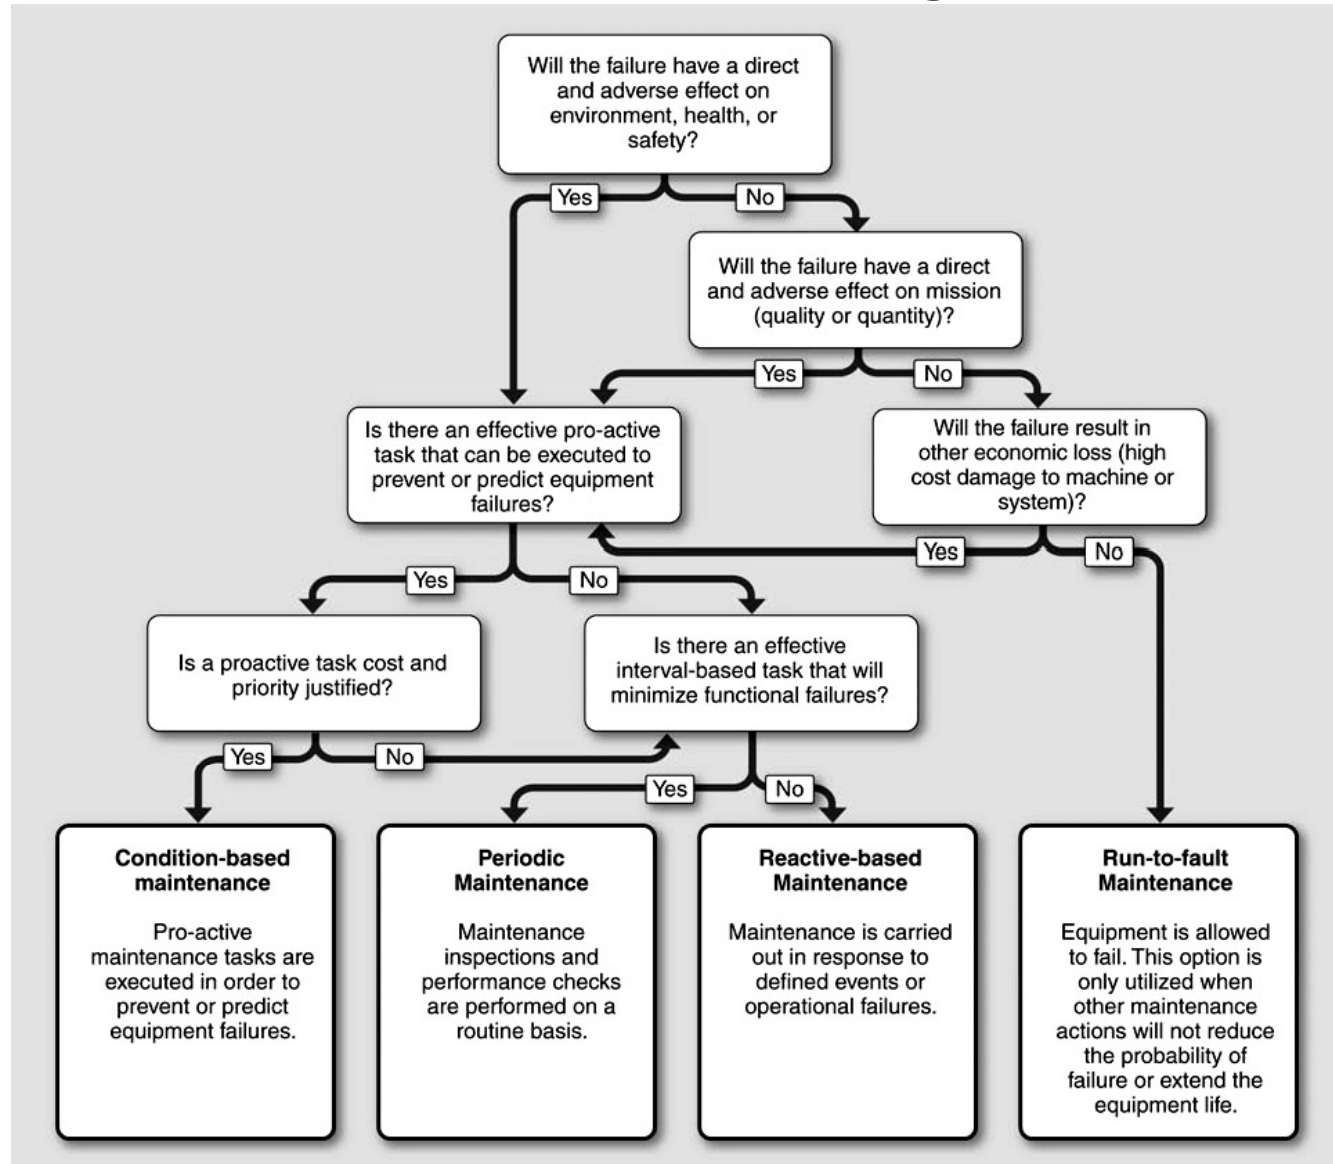 Will the failure have a direct
and adverse effect on
environment, health, or
safety?
Yes
No
Will the failure have a direct
and adverse effect on mission
(quality or quantity)?
Yes
No
Is there an effective pro-active
task that can be executed to
prevent or predict equipment
failures?
Will the failure result in
other economic loss (high
cost damage to machine or
system)?
Yes
No
Yes
No
Is a proactive task cost and
priority justified?
Is there an effective
interval-based task that will
minimize functional failures?
Yes
No
Yes
No
Condition-based
maintenance
Pro-active
maintenance tasks are
executed in order to
prevent or predict
equipment failures.
Periodic
Maintenance
Maintenance
inspections and
performance checks
are performed on a
routine basis.
Reactive-based
Maintenance
Maintenance is carried
out in response to
defined events or
operational failures.
Run-to-fault
Maintenance
Equipment is allowed
to fail. This option is
only utilized when
other maintenance
actions will not reduce
the probability of
failure or extend the
equipment life.